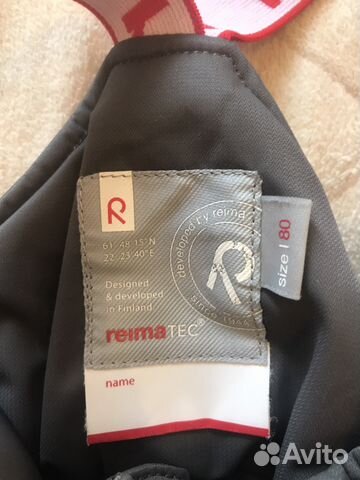 R
61·48·15'N
22·23·40'E
Designed
& developed
in Finland.
reimaTEC®
developed by reima
R
since 1944
size | 80
name
Avito